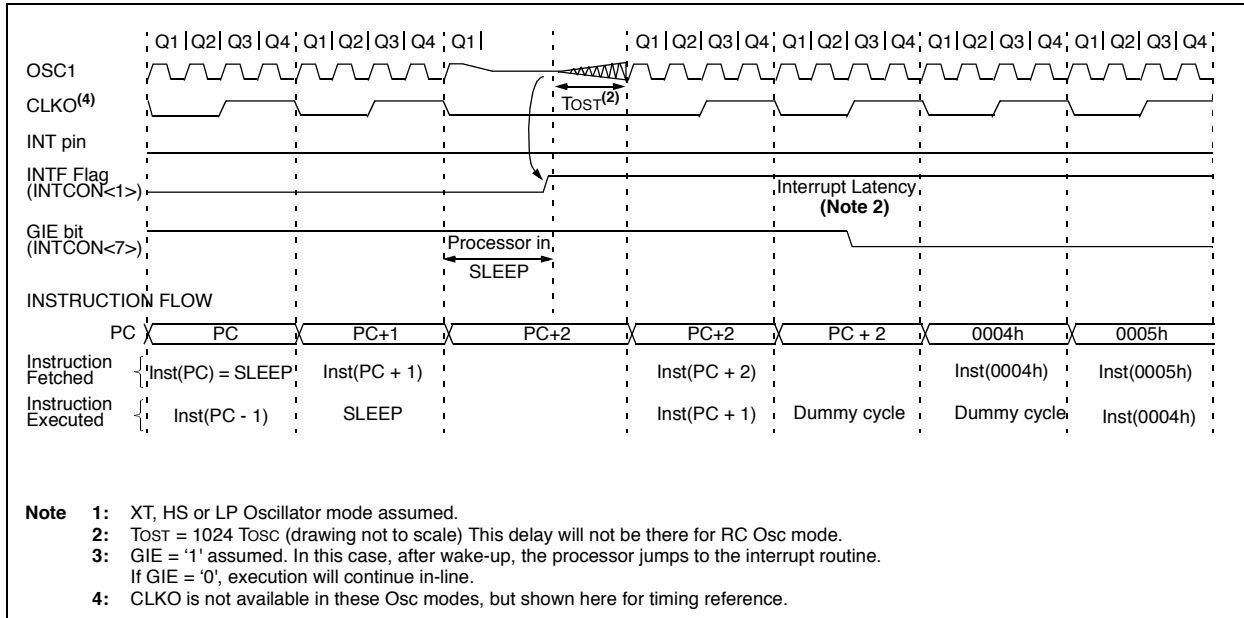 Q1 Q2 Q3 Q4 Q1 Q2 Q3 Q4 Q1 Q1 Q2 Q3 Q4 Q1 Q2 Q3 Q4 Q1 Q2 Q3 Q4 Q1 Q2 Q3 Q4
OSC1
CLKO(4)
TOST(2)
INT pin
INTF Flag
(INTCON<1>)
Interrupt Latency
(Note 2)
GIE bit
(INTCON<7>)
Processor in
SLEEP
INSTRUCTION FLOW
PC PC PC+1 PC+2 PC+2 PC + 2 0004h 0005h
Instruction
Fetched
Inst(PC) = SLEEP Inst(PC + 1) Inst(PC + 2) Inst(0004h) Inst(0005h)
Instruction
Executed
Inst(PC - 1) SLEEP Inst(PC + 1) Dummy cycle Dummy cycle Inst(0004h)
Note 1: XT, HS or LP Oscillator mode assumed.
2: TOST = 1024 TOSC (drawing not to scale) This delay will not be there for RC Osc mode.
3: GIE = '1' assumed. In this case, after wake-up, the processor jumps to the interrupt routine.
If GIE = '0', execution will continue in-line.
4: CLKO is not available in these Osc modes, but shown here for timing reference.